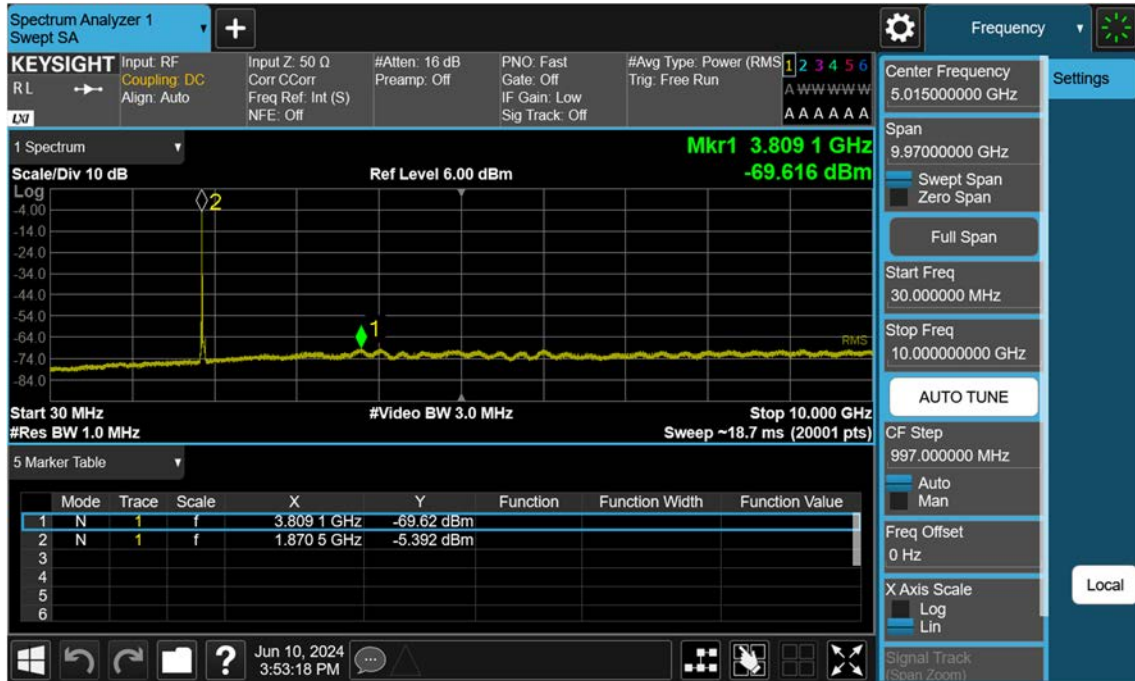 Spectrum Analyzer 1
Swept SA
Frequency
KEYSIGHT
R L
LXI
Input: RF
Coupling: DC
Align: Auto
Input Z: 50 Ω
Corr CCorr
Freq Ref: Int (S)
NFE: Off
#Atten: 16 dB
Preamp: Off
PNO: Fast
Gate: Off
IF Gain: Low
Sig Track: Off
#Avg Type: Power (RMS
Trig: Free Run
1 2 3 4 5 6
A W W W W W
A A A A A A
1 Spectrum
Scale/Div 10 dB
Ref Level 6.00 dBm
Mkr1 3.809 1 GHz
-69.616 dBm
Log
-4.00
-14.0
-24.0
-34.0
-44.0
-54.0
-64.0
-74.0
-84.0
2
1
RMS
Start 30 MHz
#Video BW 3.0 MHz
Stop 10.000 GHz
#Res BW 1.0 MHz
Sweep ~18.7 ms (20001 pts)
5 Marker Table
Mode Trace Scale X Y Function Function Width Function Value
1 N 1 f 3.809 1 GHz -69.62 dBm
2 N 1 f 1.870 5 GHz -5.392 dBm
3
4
5
6
?
Jun 10, 2024
3:53:18 PM
Center Frequency
5.015000000 GHz
Span
9.97000000 GHz
Swept Span
Zero Span
Full Span
Start Freq
30.000000 MHz
Stop Freq
10.000000000 GHz
AUTO TUNE
CF Step
997.000000 MHz
Auto
Man
Freq Offset
0 Hz
X Axis Scale
Log
Lin
Signal Track
(Span Zoom)
Settings
Local